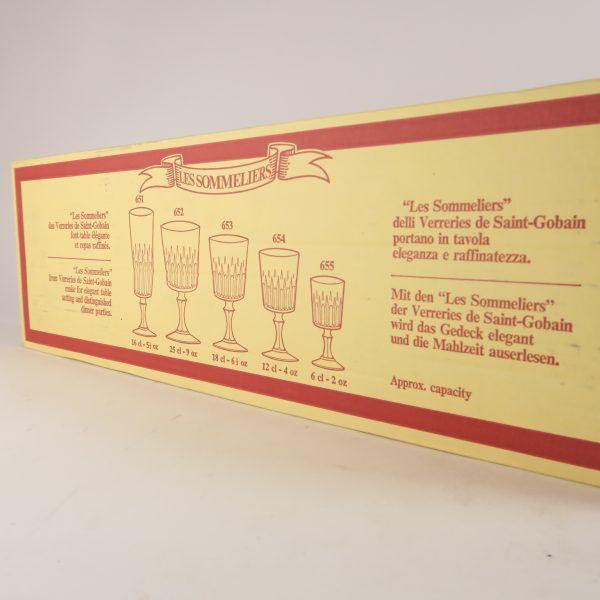 LES SOMMELIERS
"Les Sommeliers"
des Verreries de Saint-Gobain
font table élégante
et repas raffinés.
"Les Sommeliers"
from Verreries de Saint-Gobain
make for elegant table
setting and distinguished
dinner parties.
651
652
653
654
655
16 cl - 5½ oz
25 cl - 9 oz
18 cl - 6½ oz
12 cl - 4 oz
6 cl - 2 oz
"Les Sommeliers"
delli Verreries de Saint-Gobain
portano in tavola
eleganza e raffinatezza.
Mit den "Les Sommeliers"
der Verreries de Saint-Gobain
wird das Gedeck elegant
und die Mahlzeit auserlesen.
Approx. capacity